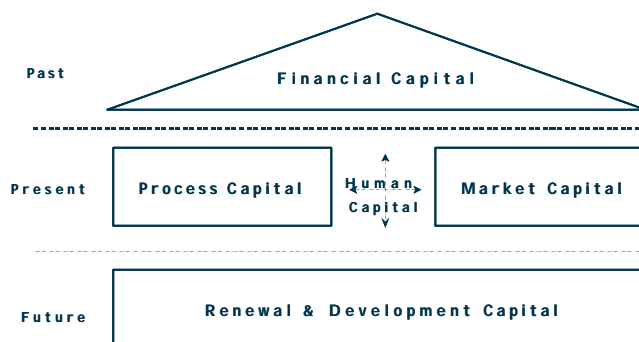 Past
Financial Capital
Present
Process Capital
Human
Capital
Market Capital
Future
Renewal & Development Capital